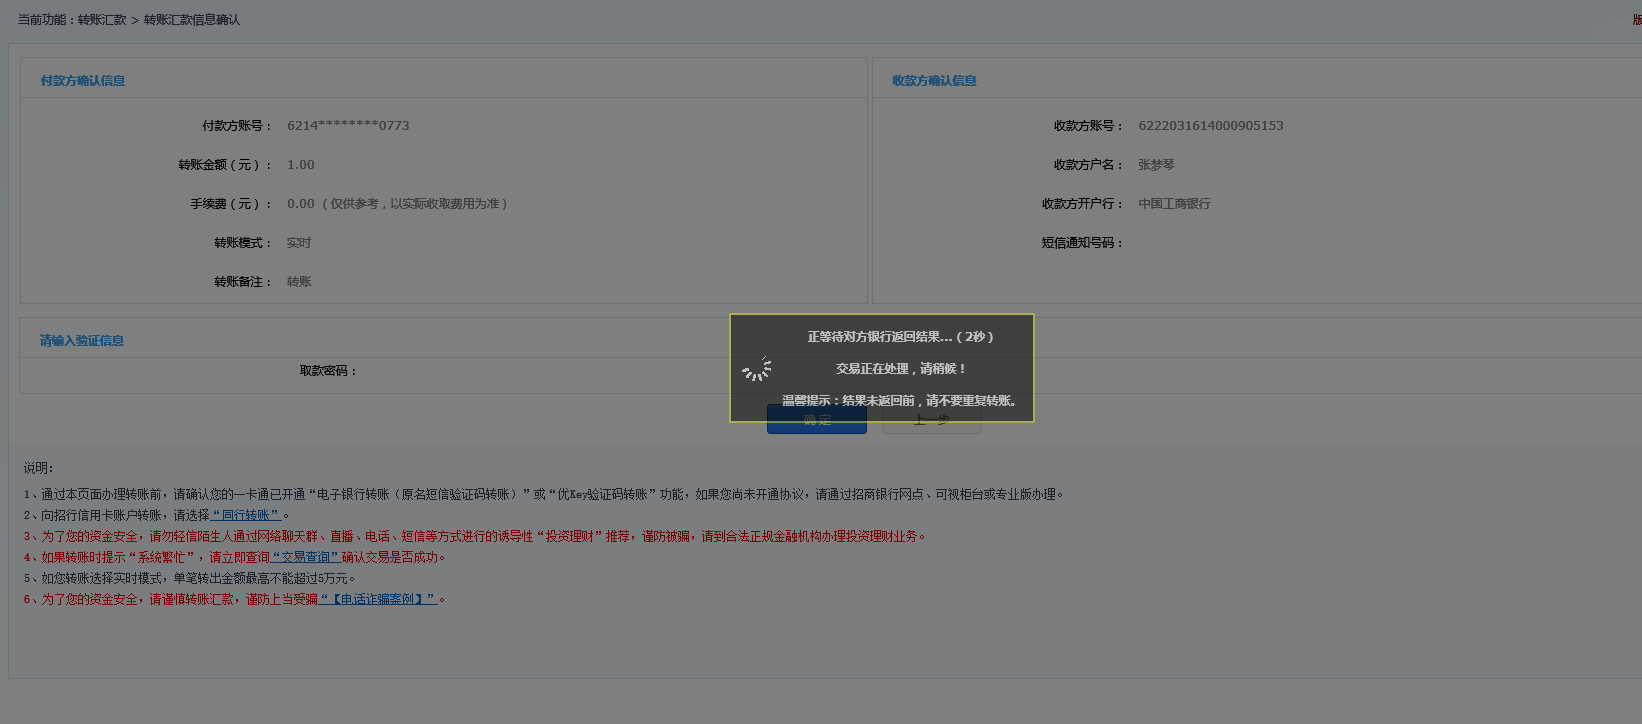 当前功能：转账汇款 > 转账汇款信息确认
版
付款方确认信息
付款方账号： 6214********0773
转账金额（元）： 1.00
手续费（元）： 0.00 （仅供参考，以实际收取费用为准）
转账模式： 实时
转账备注： 转账
收款方确认信息
收款方账号： 6222031614000905153
收款方户名： 张梦琴
收款方开户行： 中国工商银行
短信通知号码：
请输入验证信息
取款密码：
正等待对方银行返回结果...（2秒）
交易正在处理，请稍候！
温馨提示：结果未返回前，请不要重复转账。
确 定 上一步
说明：
1、通过本页面办理转账前，请确认您的一卡通已开通“电子银行转账（原名短信验证码转账）”或“优Key验证码转账”功能，如果您尚未开通协议，请通过招商银行网点、可视柜台或专业版办理。
2、向招行信用卡账户转账，请选择“同行转账”。
3、为了您的资金安全，请勿轻信陌生人通过网络聊天群、直播、电话、短信等方式进行的诱导性“投资理财”推荐，谨防被骗，请到合法正规金融机构办理投资理财业务。
4、如果转账时提示“系统繁忙”，请立即查询“交易查询”确认交易是否成功。
5、如您转账选择实时模式，单笔转出金额最高不能超过5万元。
6、为了您的资金安全，请谨慎转账汇款，谨防上当受骗“【电话诈骗案例】”。